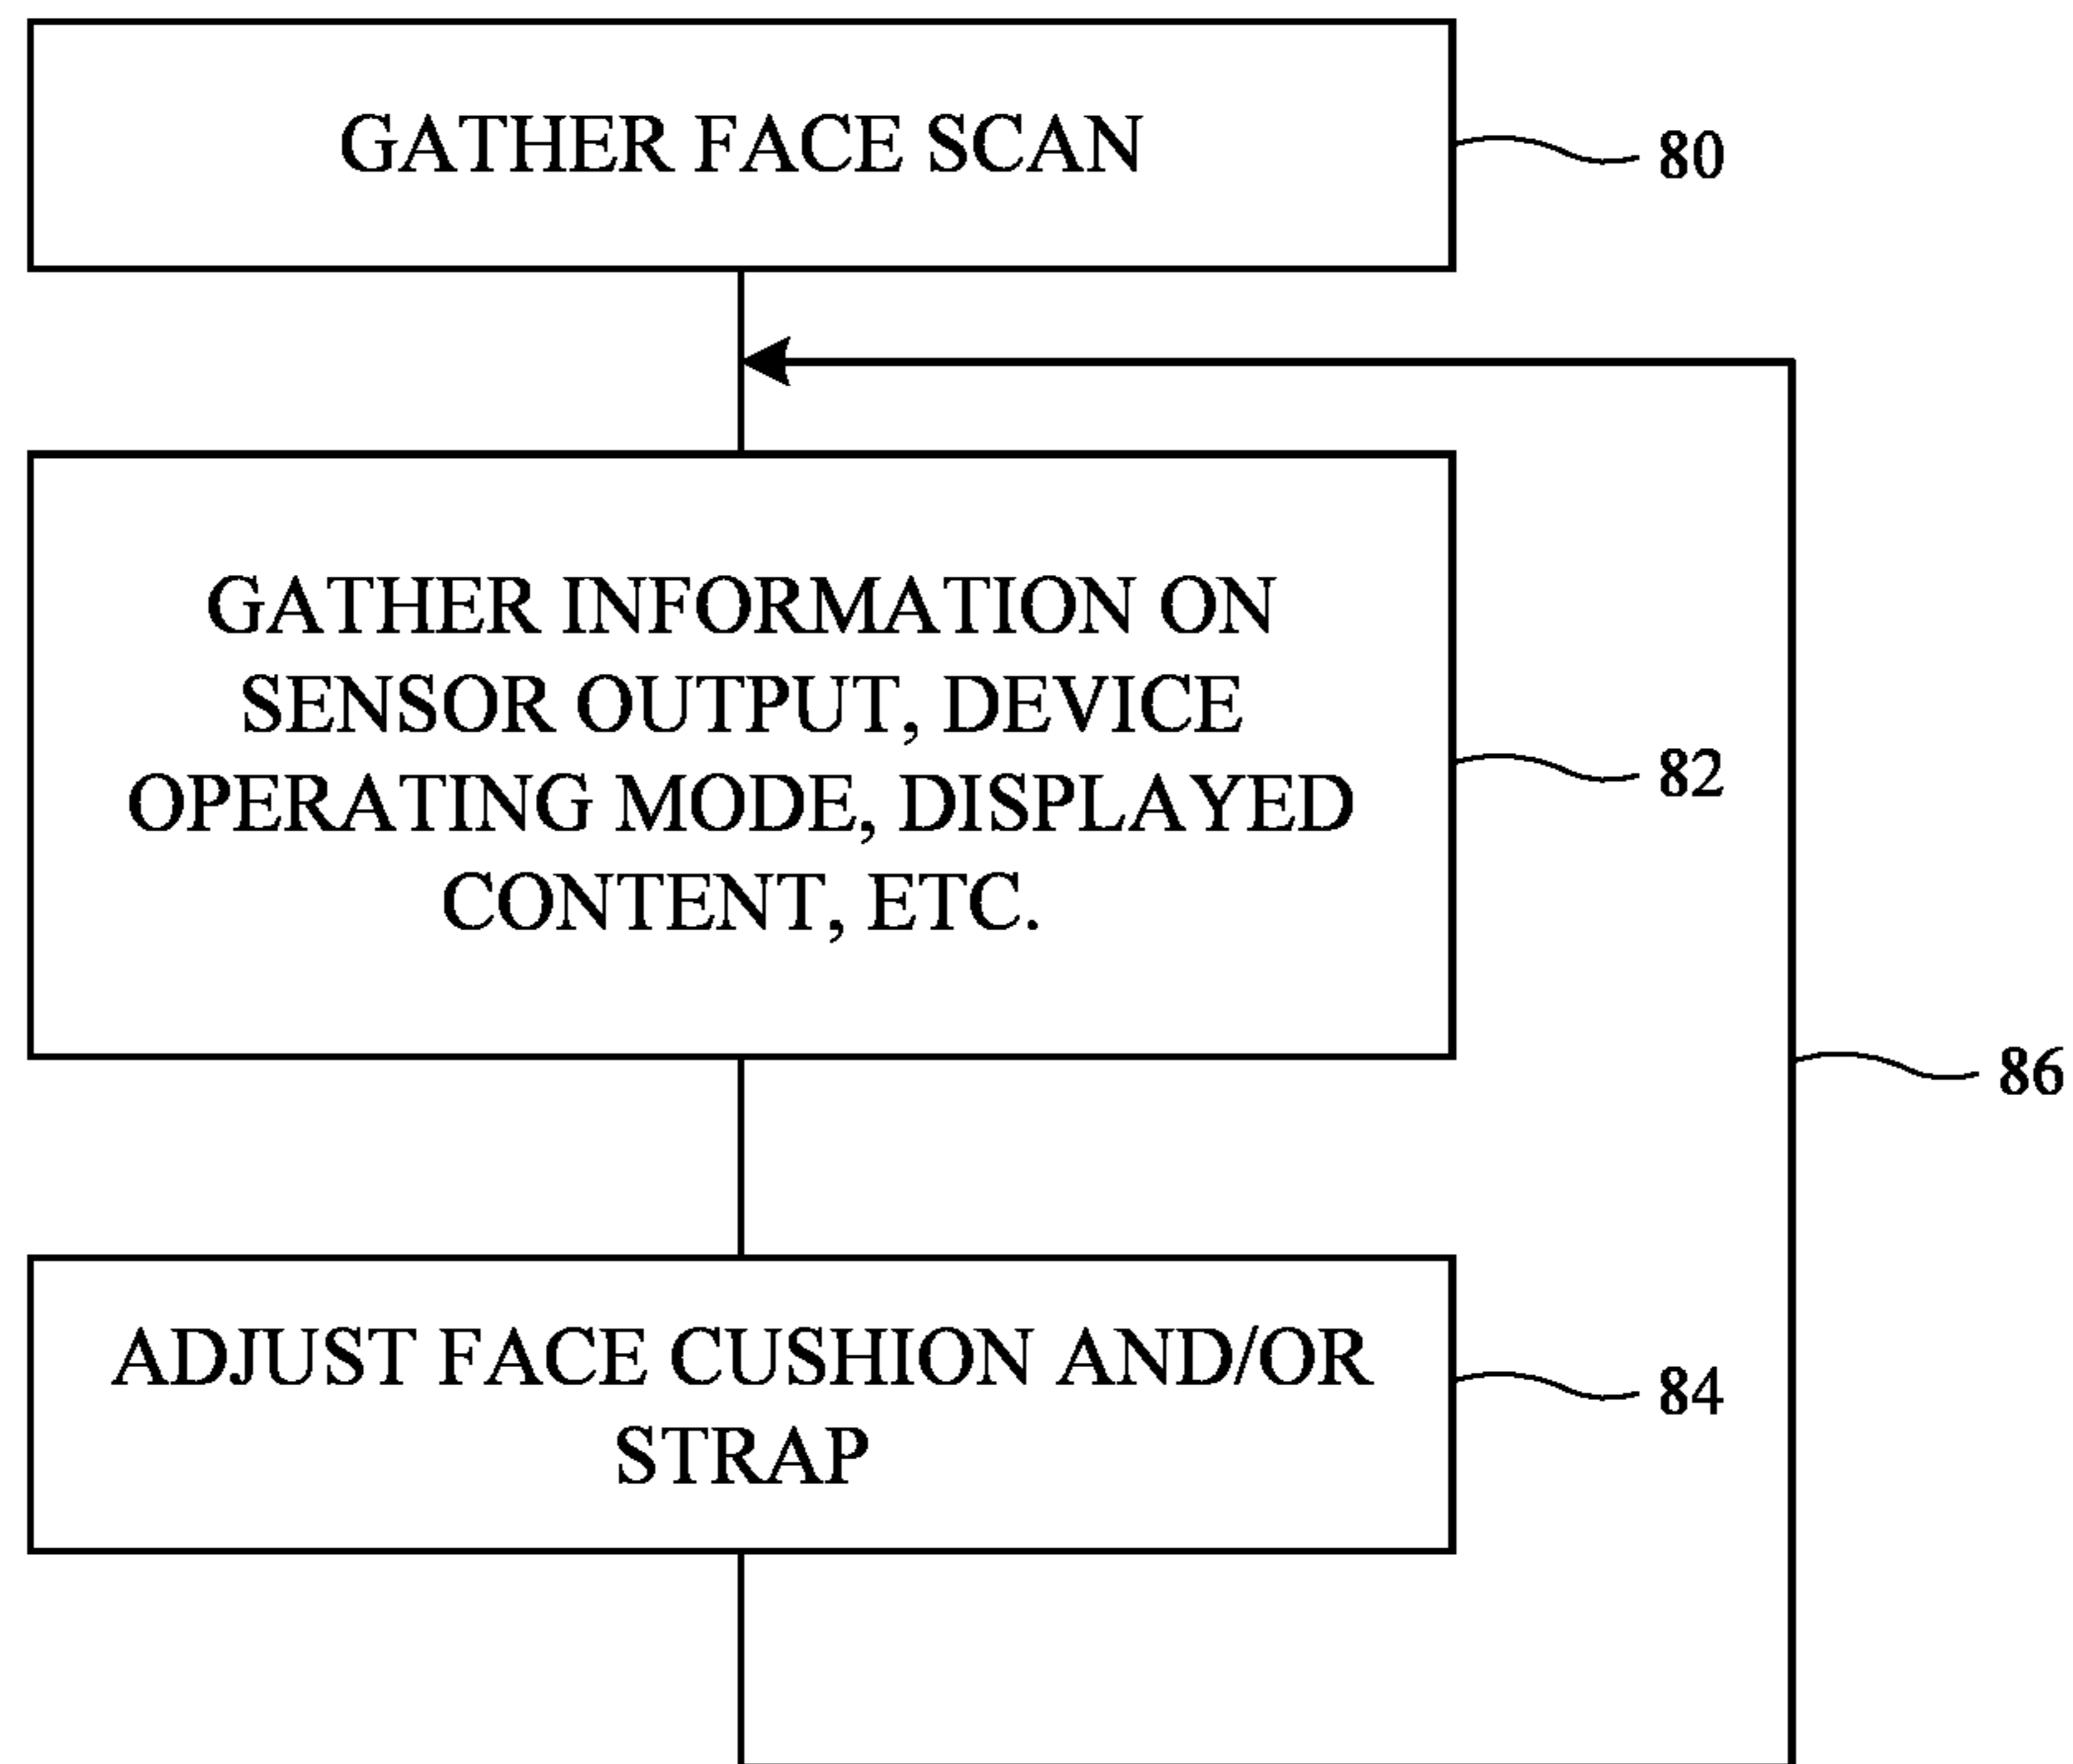 GATHER FACE SCAN
80
GATHER INFORMATION ON
SENSOR OUTPUT, DEVICE
OPERATING MODE, DISPLAYED
CONTENT, ETC.
82
86
ADJUST FACE CUSHION AND/OR
STRAP
84